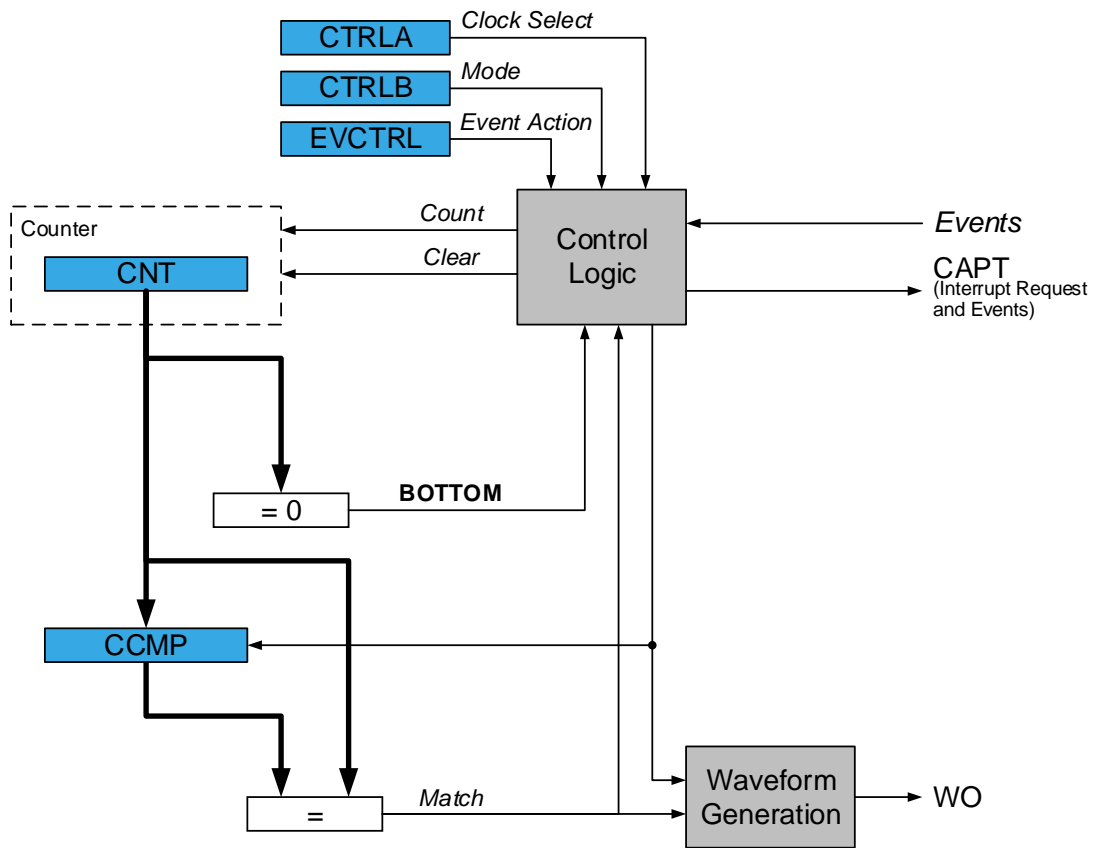 CTRLA
Clock Select
CTRLB
Mode
EVCTRL
Event Action
Counter
CNT
Count
Clear
Control
Logic
Events
CAPT
(Interrupt Request
and Events)
= 0
BOTTOM
CCMP
=
Match
Waveform
Generation
WO